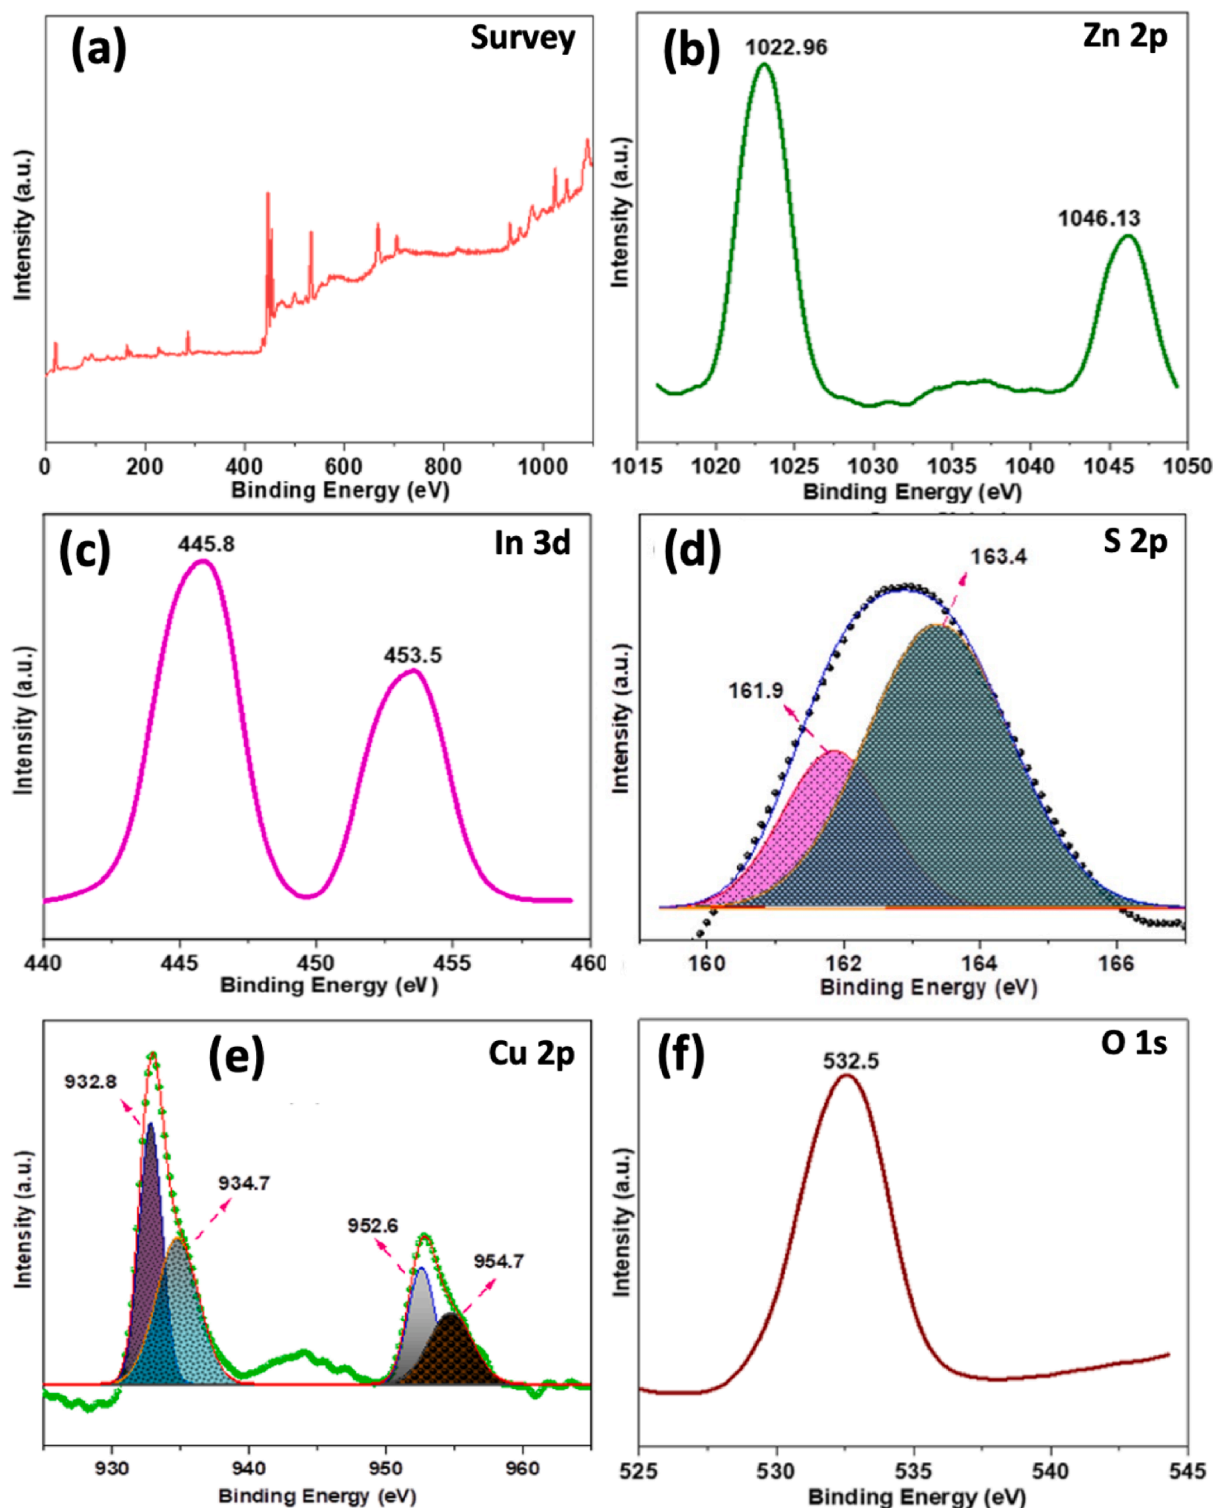 (a)
Survey
Intensity (a.u.)
0 200 400 600 800 1000
Binding Energy (eV)
(b)
Zn 2p
1022.96
1046.13
Intensity (a.u.)
1015 1020 1025 1030 1035 1040 1045 1050
Binding Energy (eV)
(c)
In 3d
445.8
453.5
Intensity (a.u.)
440 445 450 455 460
Binding Energy (eV)
(d)
S 2p
163.4
161.9
Intensity (a.u.)
160 162 164 166
Binding Energy (eV)
(e)
Cu 2p
932.8
934.7
952.6
954.7
Intensity (a.u.)
930 940 950 960
Binding Energy (eV)
(f)
O 1s
532.5
Intensity (a.u.)
525 530 535 540 545
Binding Energy (eV)